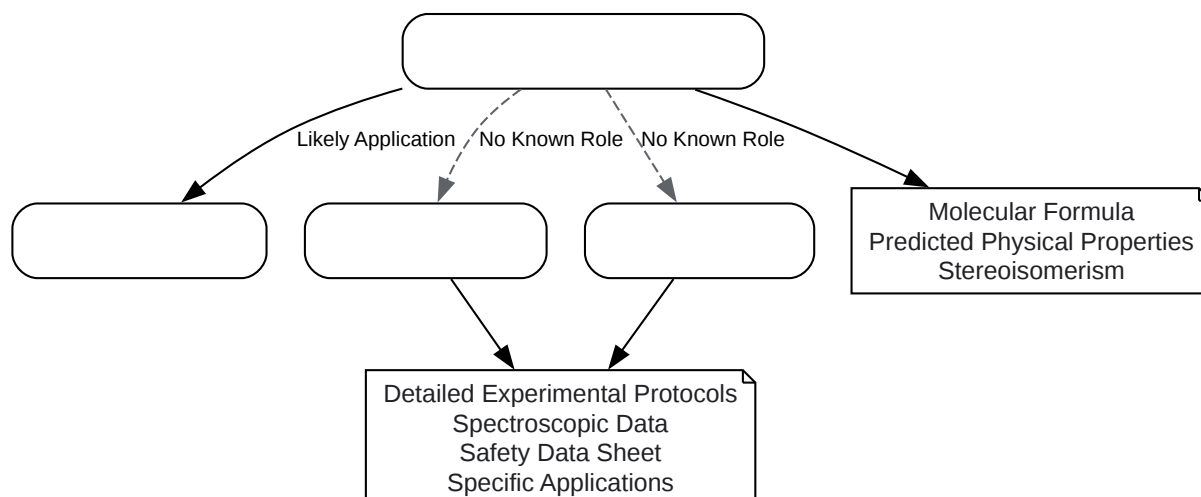 Likely Application
No Known Role
No Known Role
Molecular Formula
Predicted Physical Properties
Stereoisomerism
Detailed Experimental Protocols
Spectroscopic Data
Safety Data Sheet
Specific Applications